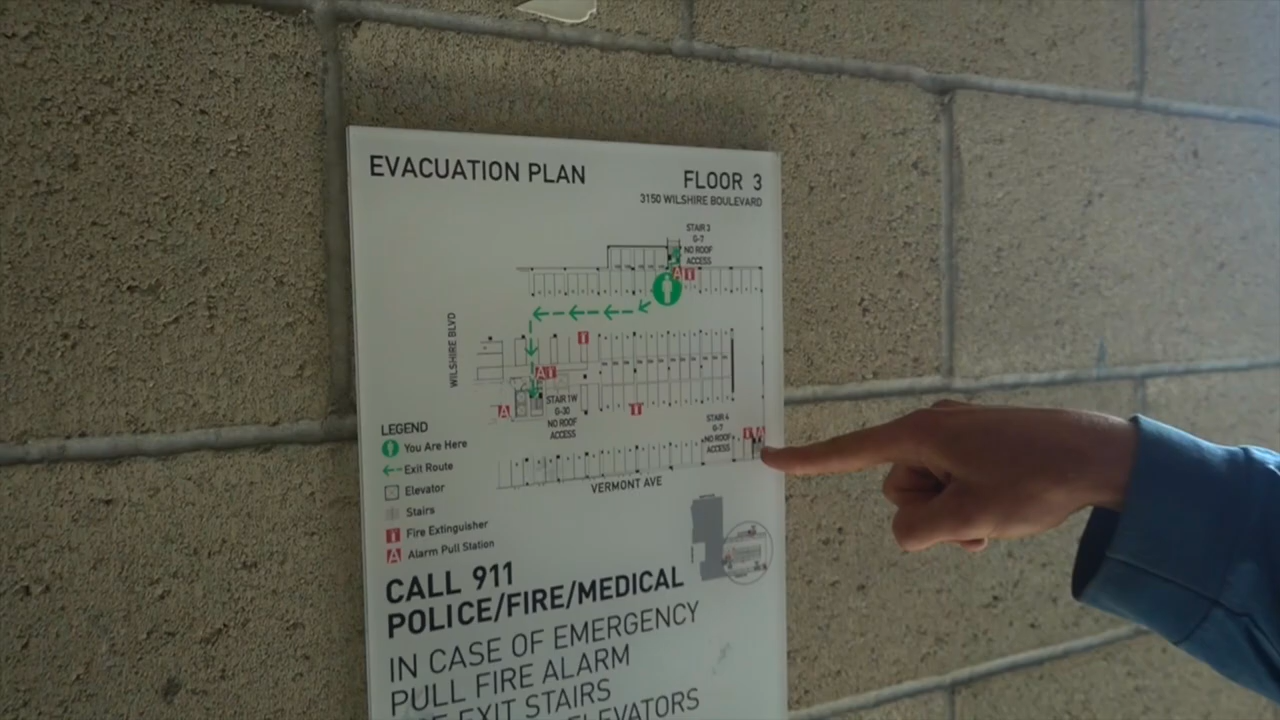 EVACUATION PLAN
FLOOR 3
3150 WILSHIRE BOULEVARD
STAIR 3
G-7
NO ROOF
ACCESS
A
WILSHIRE BLVD
A
A
STAIR 1W
G-30
NO ROOF
ACCESS
STAIR 4
G-7
NO ROOF
ACCESS
A
VERMONT AVE
LEGEND
You Are Here
Exit Route
Elevator
Stairs
Fire Extinguisher
A Alarm Pull Station
CALL 911
POLICE/FIRE/MEDICAL
IN CASE OF EMERGENCY
PULL FIRE ALARM
EXIT STAIRS
ELEVATORS